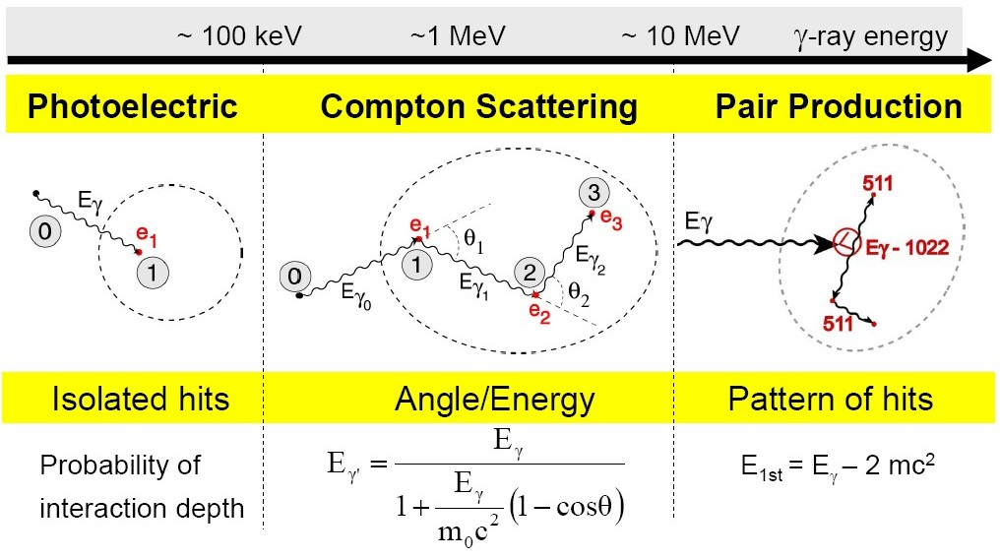 ~ 100 keV ~1 MeV ~ 10 MeV γ-ray energy
Photoelectric Compton Scattering Pair Production
Eγ
0
e1
1
0
Eγ0
e1
1
θ1
Eγ1
2
e2
θ2
Eγ2
3
e3
Eγ
511
Eγ - 1022
511
Isolated hits Angle/Energy Pattern of hits
Probability of
interaction depth
Eγ' = Eγ / (1 + Eγ/m0c² (1 − cosθ))
E1st = Eγ – 2 mc²